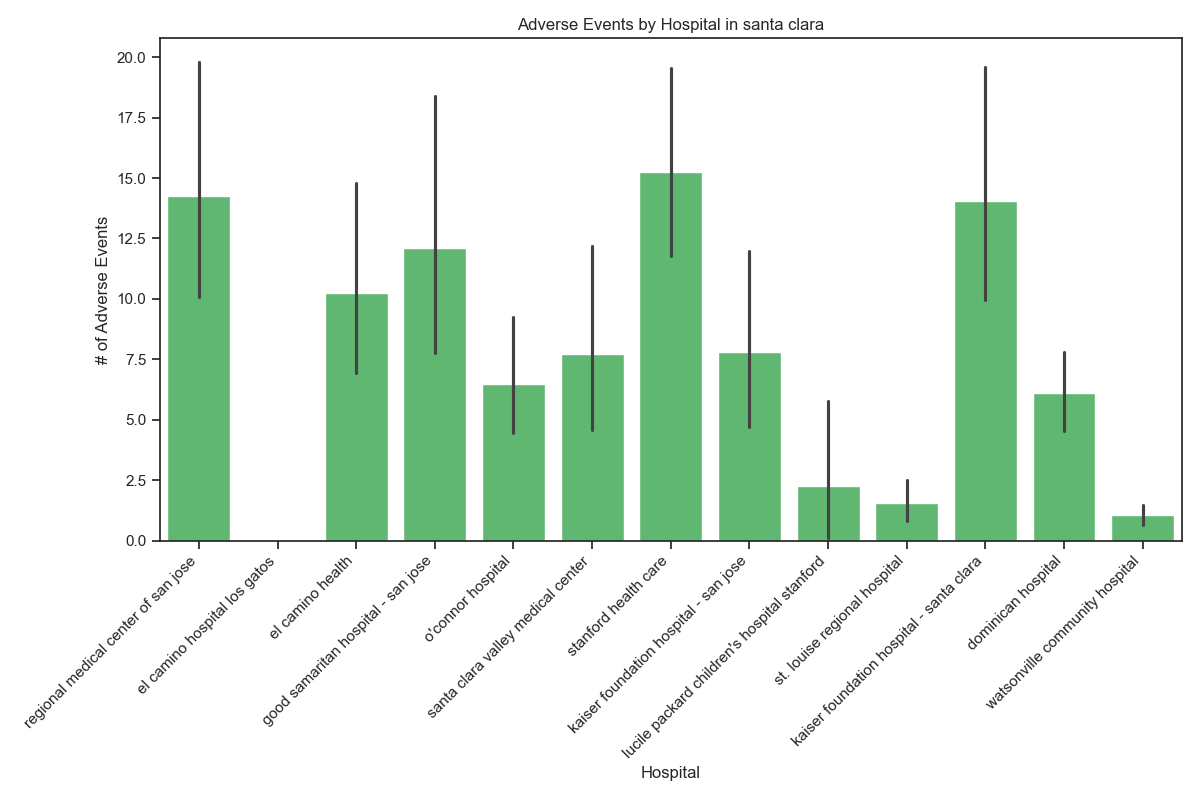 Adverse Events by Hospital in santa clara
20.0
17.5
15.0
12.5
10.0
7.5
5.0
2.5
0.0
# of Adverse Events
regional medical center of san jose
el camino hospital los gatos
el camino health
good samaritan hospital - san jose
o'connor hospital
santa clara valley medical center
stanford health care
kaiser foundation hospital - san jose
lucile packard children's hospital stanford
st. louise regional hospital
kaiser foundation hospital - santa clara
dominican hospital
watsonville community hospital
Hospital